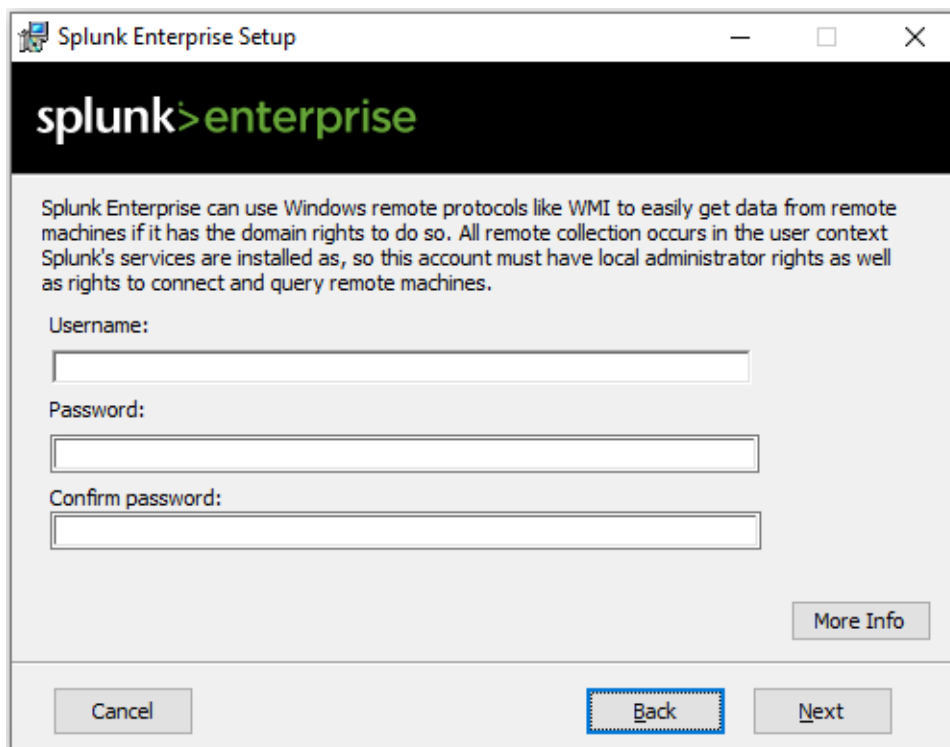 Splunk Enterprise Setup
splunk>enterprise
Splunk Enterprise can use Windows remote protocols like WMI to easily get data from remote
machines if it has the domain rights to do so. All remote collection occurs in the user context
Splunk's services are installed as, so this account must have local administrator rights as well
as rights to connect and query remote machines.
Username:
Password:
Confirm password:
More Info
Cancel
Back
Next